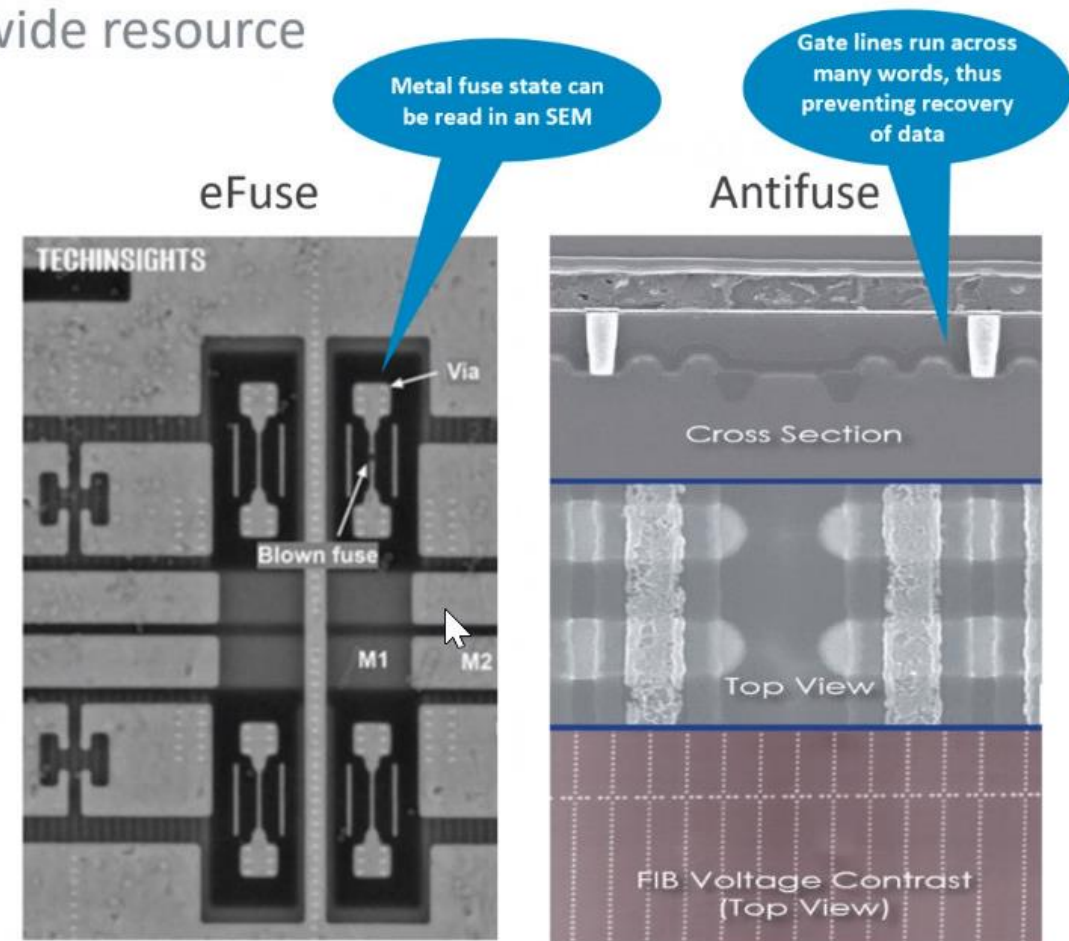 wide resource
Metal fuse state can
be read in an SEM
Gate lines run across
many words, thus
preventing recovery
of data
eFuse
Antifuse
TECHINSIGHTS
Via
Blown fuse
M1
M2
Cross Section
Top View
FIB Voltage Contrast
(Top View)